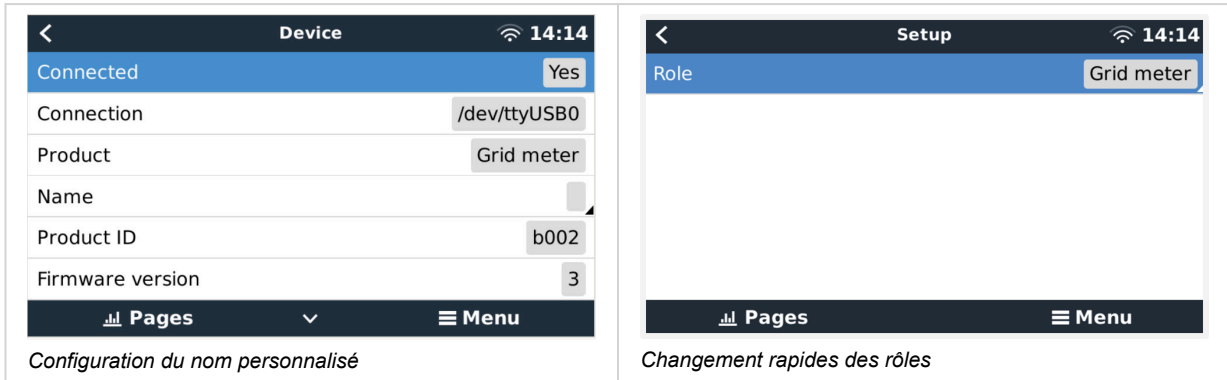 Device 14:14
Connected Yes
Connection /dev/ttyUSB0
Product Grid meter
Name
Product ID b002
Firmware version 3
Pages Menu
Configuration du nom personnalisé
Setup 14:14
Role Grid meter
Pages Menu
Changement rapides des rôles